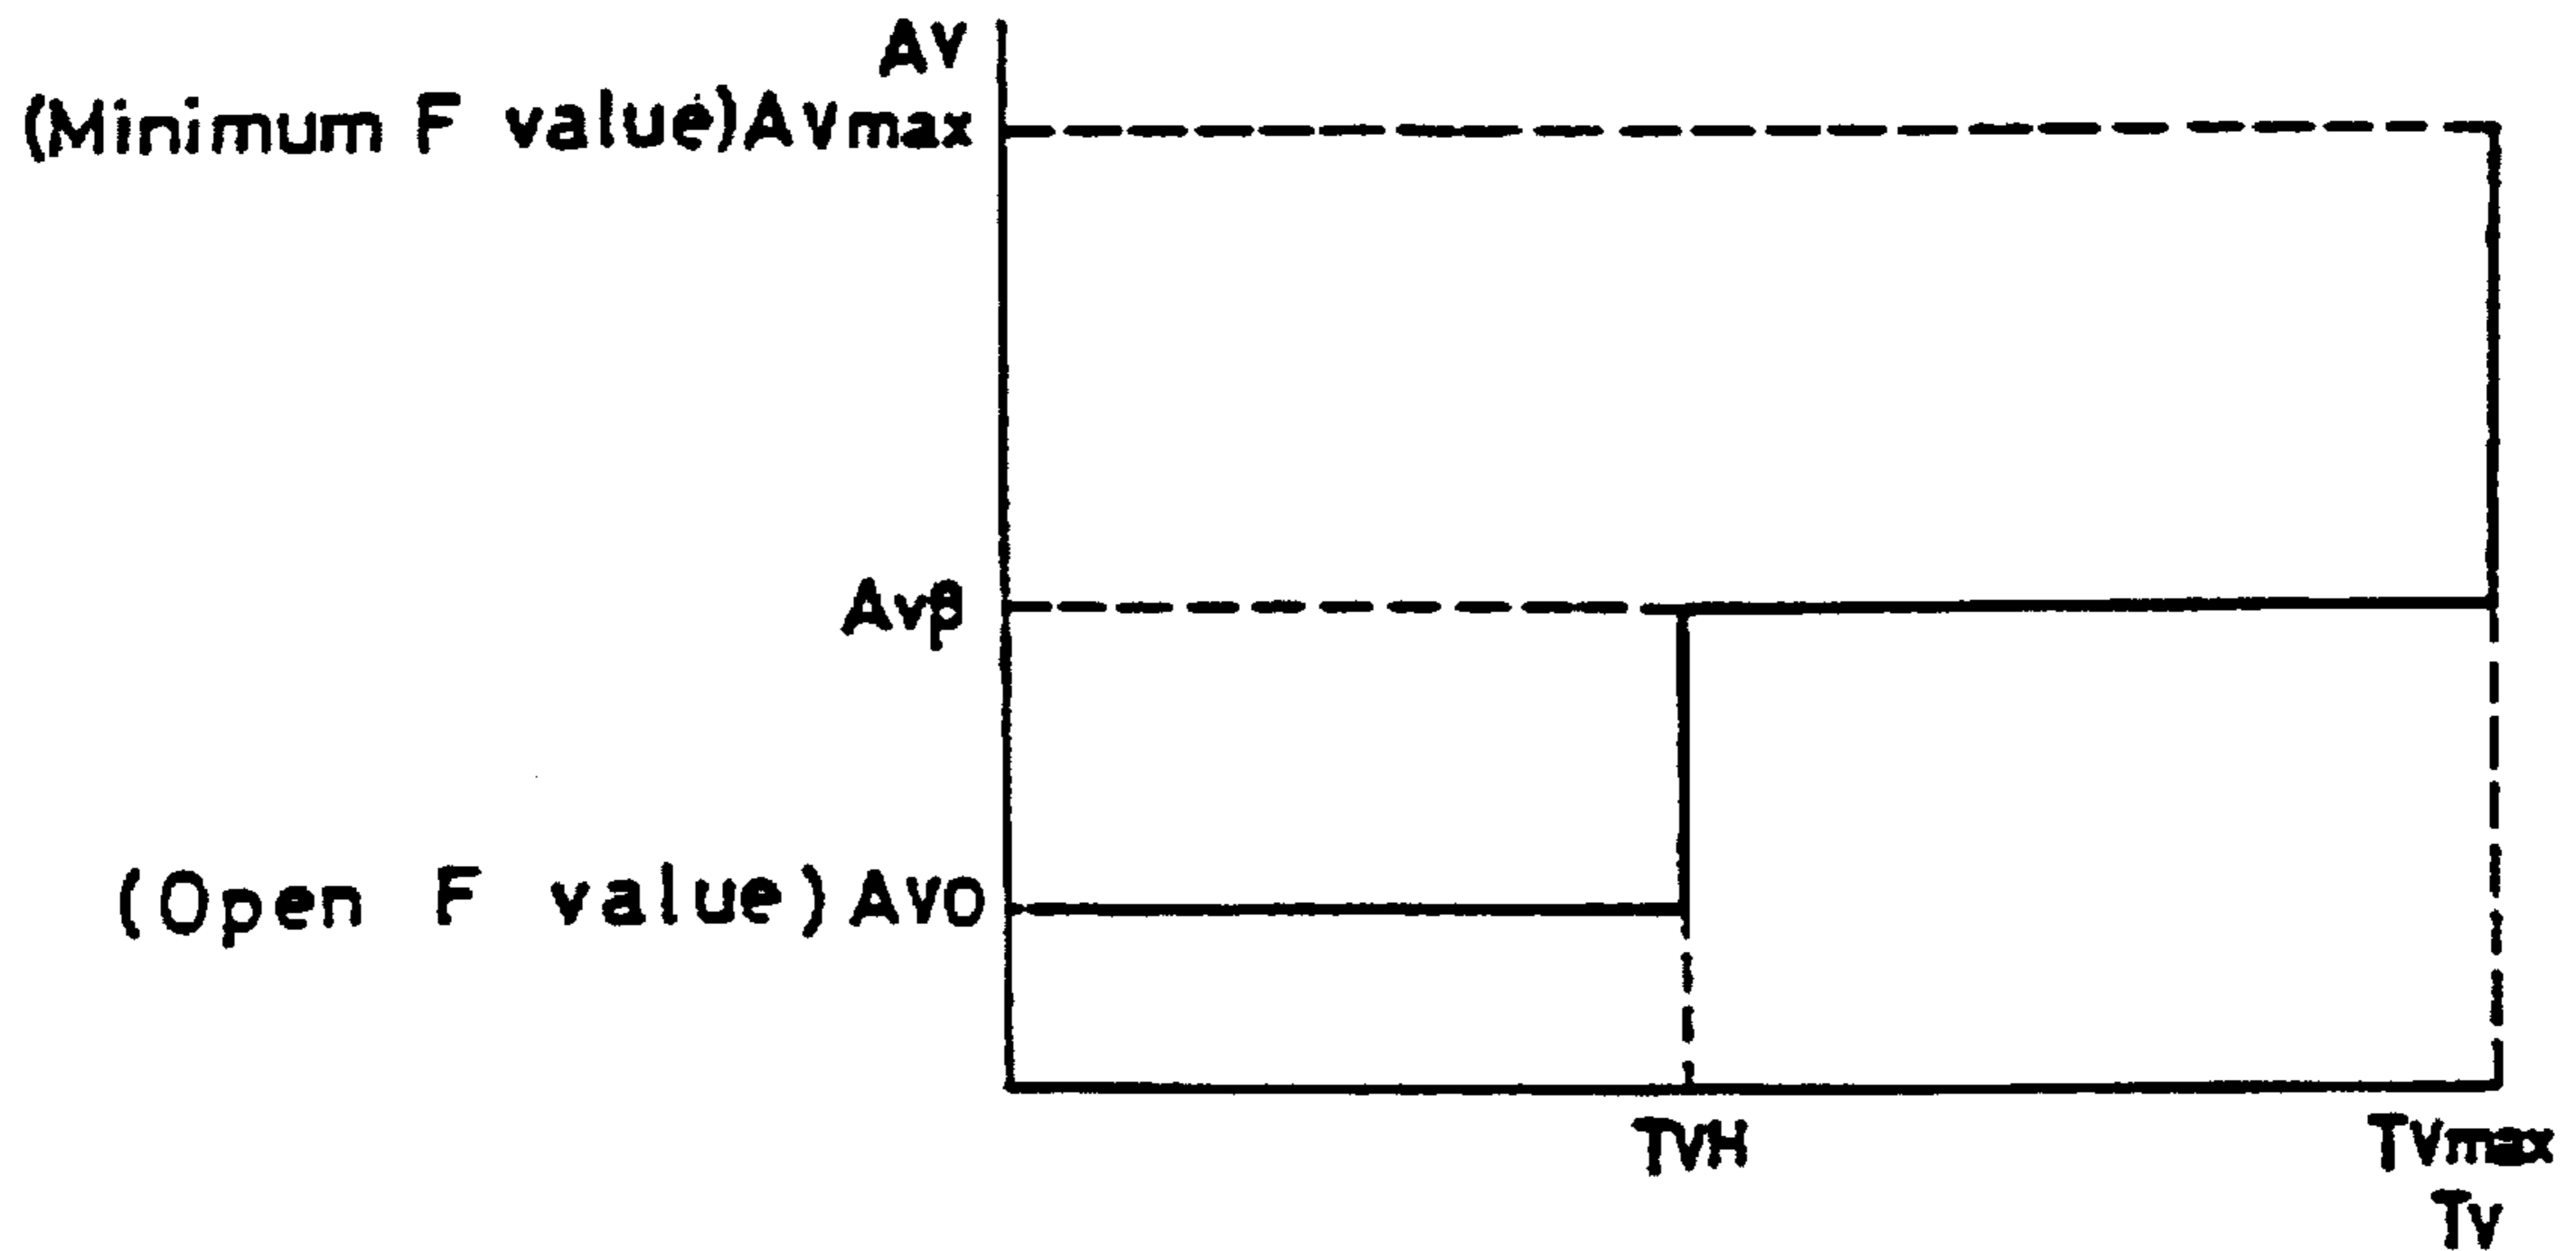 AV
(Minimum F value)AVmax
Avβ
(Open F value)AVO
TVH
TVmax
TV